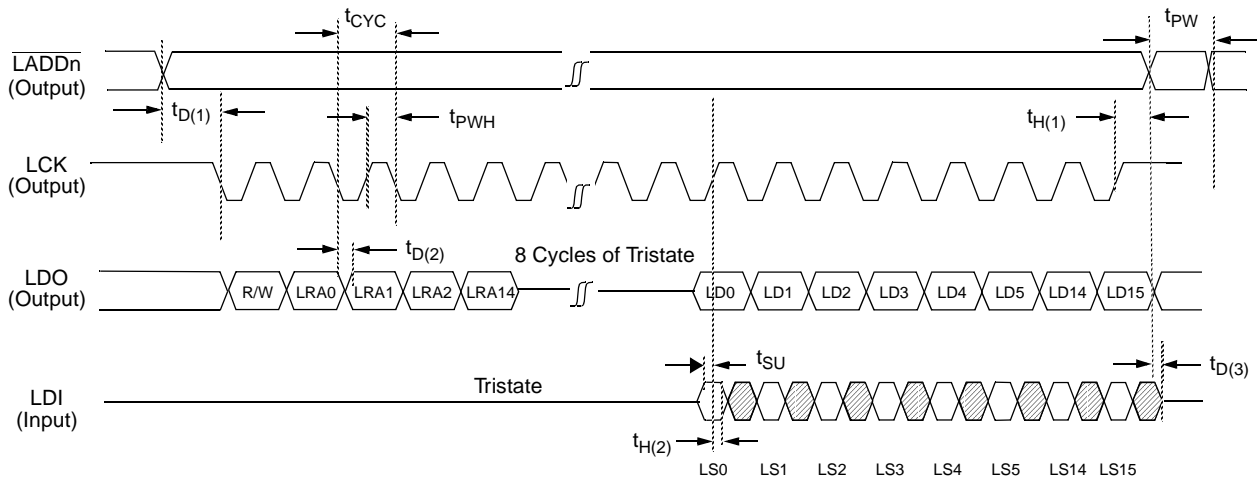 tCYC
tPW
LADDn
(Output)
tD(1)
tPWH
tH(1)
LCK
(Output)
tD(2)
8 Cycles of Tristate
LDO
(Output)
R/W LRA0 LRA1 LRA2 LRA14 LD0 LD1 LD2 LD3 LD4 LD5 LD14 LD15
tSU
tD(3)
Tristate
LDI
(Input)
tH(2)
LS0 LS1 LS2 LS3 LS4 LS5 LS14 LS15